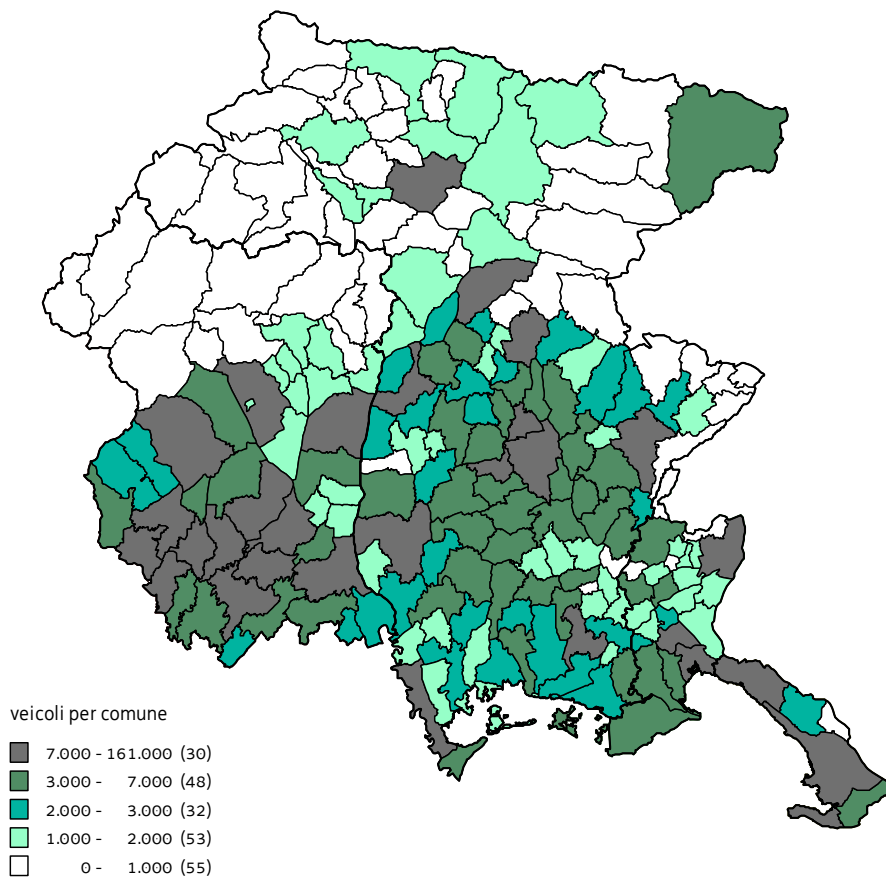 veicoli per comune
7.000 - 161.000 (30)
3.000 - 7.000 (48)
2.000 - 3.000 (32)
1.000 - 2.000 (53)
0 - 1.000 (55)